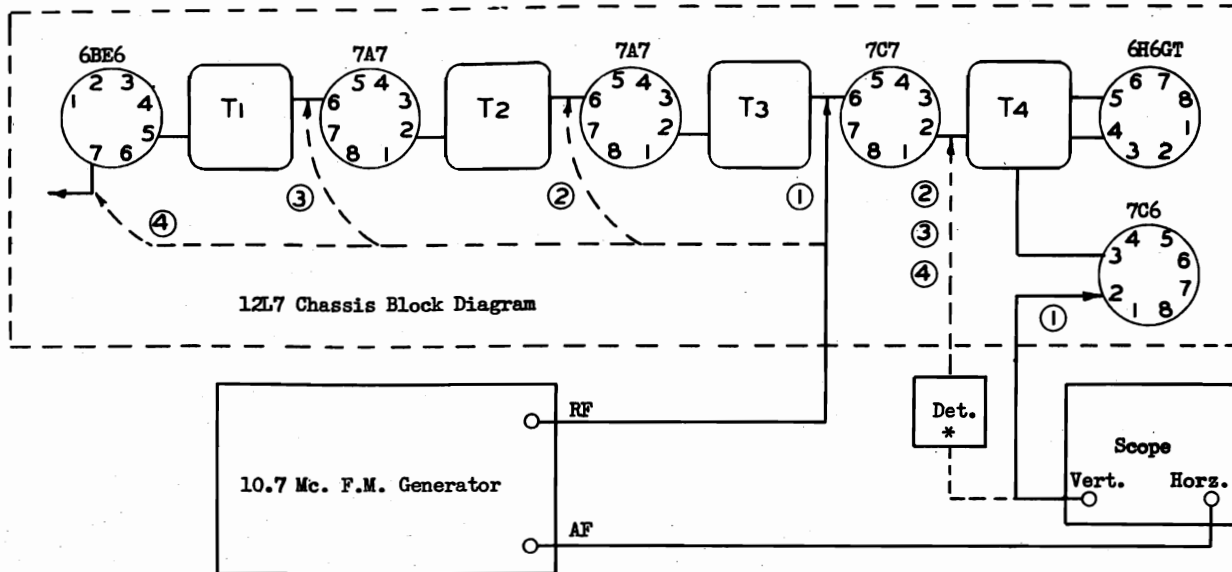 6BE6
7A7
7A7
7C7
6H6GT
1 2 3 4 5 6 7
T1
5 4 3 6 7 8 1 2
T2
5 4 3 6 7 8 1 2
T3
5 4 3 6 7 8 1 2
T4
6 7 5 8 4 1 3 2
③
②
①
②
③
④
④
7C6
4 5 3 6 2 7 1 8
①
12L7 Chassis Block Diagram
RF
10.7 Mc. F.M. Generator
AF
Det.
*
Scope
Vert. Horz.